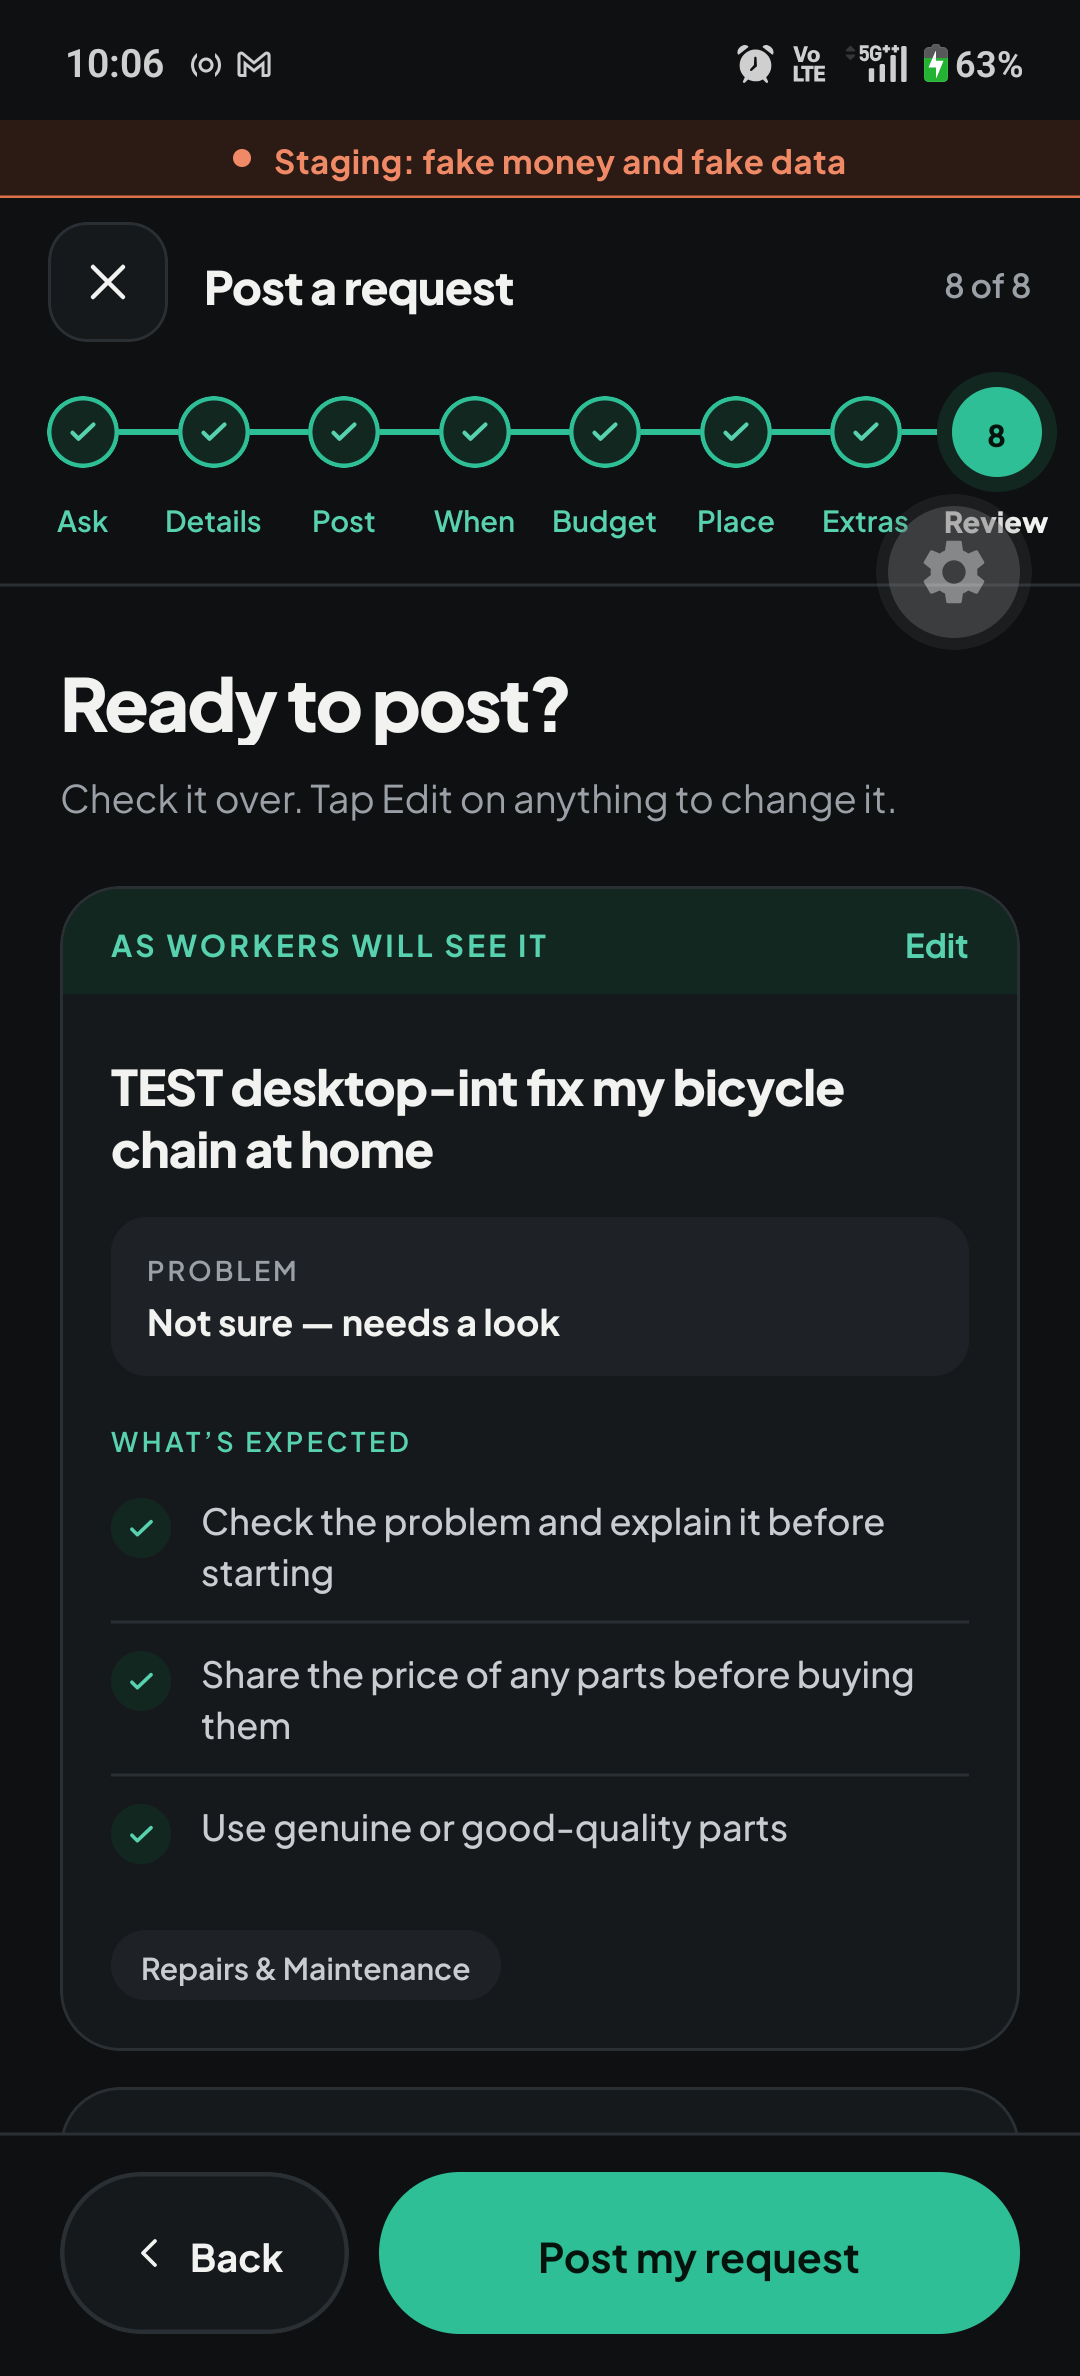 10:06
Vo LTE 5G++ 63%
Staging: fake money and fake data
Post a request
8 of 8
8
Ask Details Post When Budget Place Extras Review
Ready to post?
Check it over. Tap Edit on anything to change it.
AS WORKERS WILL SEE IT
Edit
TEST desktop-int fix my bicycle
chain at home
PROBLEM
Not sure — needs a look
WHAT’S EXPECTED
Check the problem and explain it before
starting
Share the price of any parts before buying
them
Use genuine or good-quality parts
Repairs & Maintenance
Back
Post my request